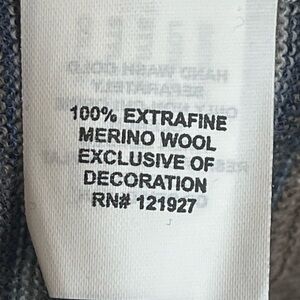 100% EXTRAFINE
MERINO WOOL
EXCLUSIVE OF
DECORATION
RN# 121927